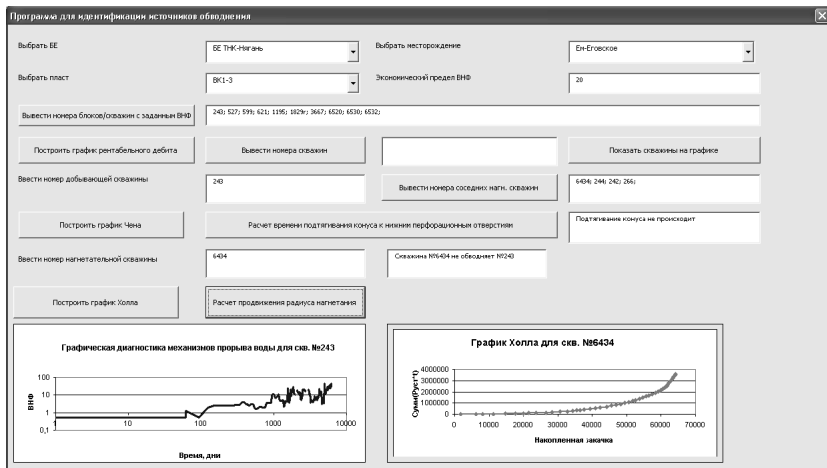 Программа для идентификации источников обводнения
Выбрать БЕ
БЕ ТНК-Нягань
Выбрать месторождение
Ем-Еговское
Выбрать пласт
ВК1-3
Экономический предел ВНФ
20
Вывести номера блоков/скважин с заданным ВНФ
243; 527; 599; 621; 1195; 1829г; 3667; 6520; 6530; 6532;
Построить график рентабельного дебита
Вывести номера скважин
Показать скважины на графике
Ввести номер добывающей скважины
243
Вывести номера соседних нагн. скважин
6434; 244; 242; 266;
Построить график Чена
Расчет времени подтягивания конуса к нижним перфорационным отверстиям
Подтягивание конуса не происходит
Ввести номер нагнетательной скважины
6434
Скважина №6434 не обводняет №243
Построить график Холла
Расчет продвижения радиуса нагнетания
Графическая диагностика механизмов прорыва воды для скв. №243
ВНФ
100
10
1
0,1
1 10 100 1000 10000
Время, дни
График Холла для скв. №6434
Сумм(Руст*t)
4000000
3000000
2000000
1000000
0
0 10000 20000 30000 40000 50000 60000 70000
Накопленная закачка